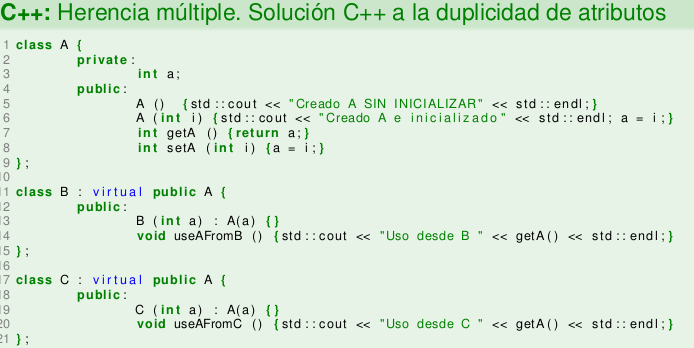 C++: Herencia múltiple. Solución C++ a la duplicidad de atributos
1 class A {
2 private:
3 int a;
4 public:
5 A () {std::cout << "Creado A SIN INICIALIZAR" << std::endl;}
6 A (int i) {std::cout << "Creado A e inicializado" << std::endl; a = i;}
7 int getA () {return a;}
8 int setA (int i) {a = i;}
9 };
10
11 class B : virtual public A {
12 public:
13 B (int a) : A(a) {}
14 void useAFromB () {std::cout << "Uso desde B " << getA() << std::endl;}
15 };
16
17 class C : virtual public A {
18 public:
19 C (int a) : A(a) {}
20 void useAFromC () {std::cout << "Uso desde C " << getA() << std::endl;}
21 };